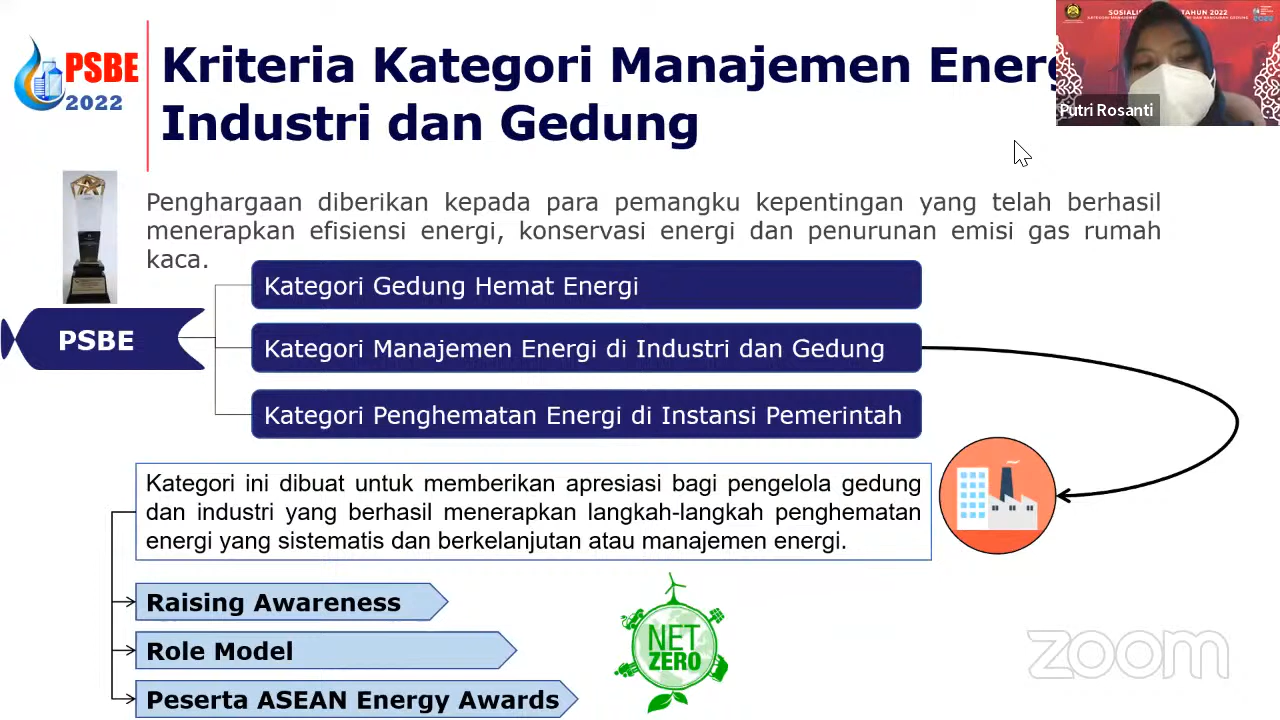 PSBE
2022
Kriteria Kategori Manajemen Energ
Industri dan Gedung
SOSIALIS TAHUN 2022
Putri Rosanti
Penghargaan diberikan kepada para pemangku kepentingan yang telah berhasil
menerapkan efisiensi energi, konservasi energi dan penurunan emisi gas rumah
kaca.
PSBE
Kategori Gedung Hemat Energi
Kategori Manajemen Energi di Industri dan Gedung
Kategori Penghematan Energi di Instansi Pemerintah
Kategori ini dibuat untuk memberikan apresiasi bagi pengelola gedung
dan industri yang berhasil menerapkan langkah-langkah penghematan
energi yang sistematis dan berkelanjutan atau manajemen energi.
Raising Awareness
Role Model
Peserta ASEAN Energy Awards
NET
ZERO
zoom